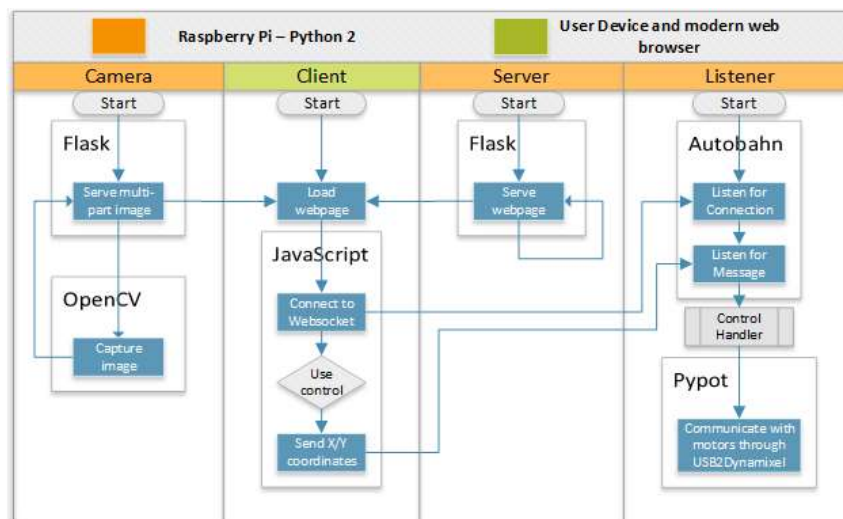 Raspberry Pi – Python 2
User Device and modern web
browser
Camera
Client
Server
Listener
Start
Start
Start
Start
Flask
Serve multi-
part image
OpenCV
Capture
image
Load
webpage
JavaScript
Connect to
Websocket
Use
control
Send X/Y
coordinates
Flask
Serve
webpage
Autobahn
Listen for
Connection
Listen for
Message
Control
Handler
Pypot
Communicate with
motors through
USB2Dynamixel